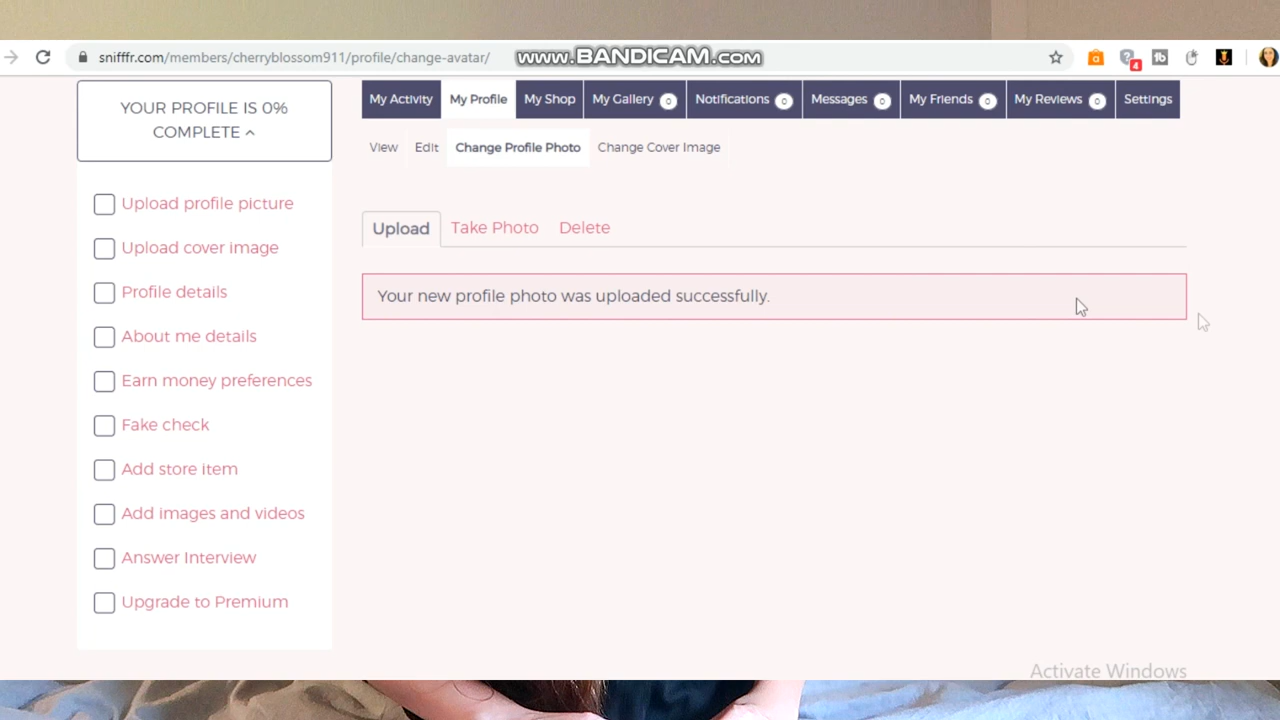 snifffr.com/members/cherryblossom911/profile/change-avatar/
www.BANDICAM.com
4
YOUR PROFILE IS 0%
COMPLETE
My Activity
My Profile
My Shop
My Gallery 0
Notifications 0
Messages 0
My Friends 0
My Reviews 0
Settings
View
Edit
Change Profile Photo
Change Cover Image
Upload profile picture
Upload cover image
Profile details
About me details
Earn money preferences
Fake check
Add store item
Add images and videos
Answer Interview
Upgrade to Premium
Upload
Take Photo
Delete
Your new profile photo was uploaded successfully.
Activate Windows